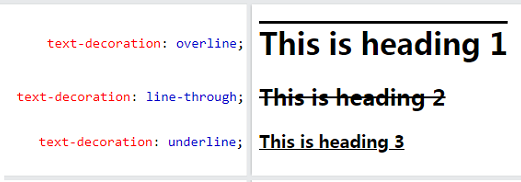 text-decoration: overline; This is heading 1
text-decoration: line-through; This is heading 2
text-decoration: underline; This is heading 3